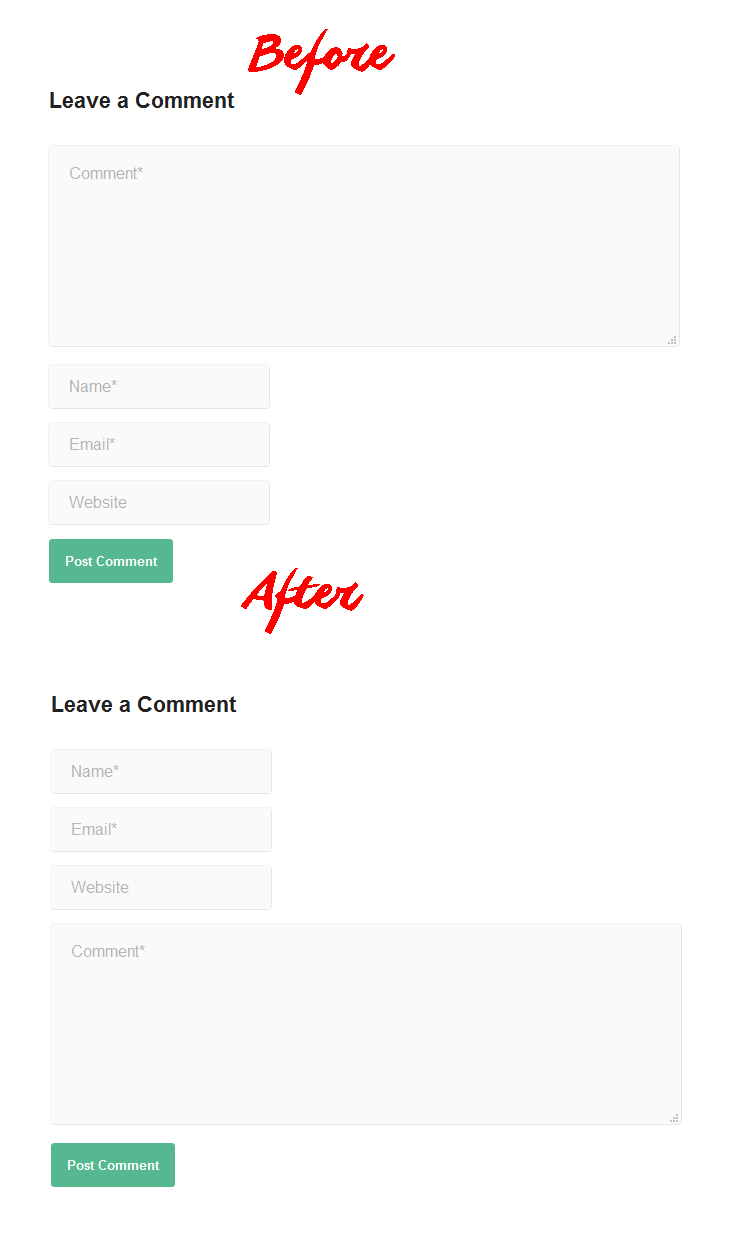 Before
Leave a Comment
Comment*
Name*
Email*
Website
Post Comment
After
Leave a Comment
Name*
Email*
Website
Comment*
Post Comment